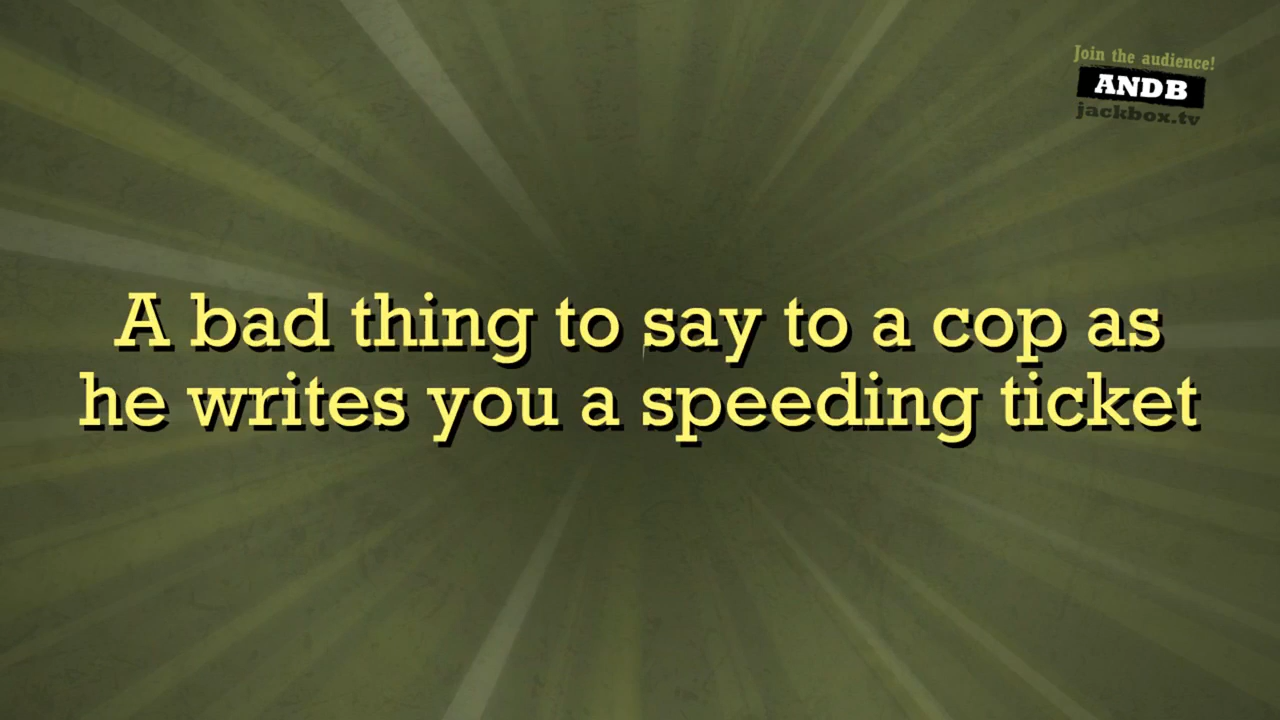 Join the audience!
ANDB
jackbox.tv
A bad thing to say to a cop as
he writes you a speeding ticket